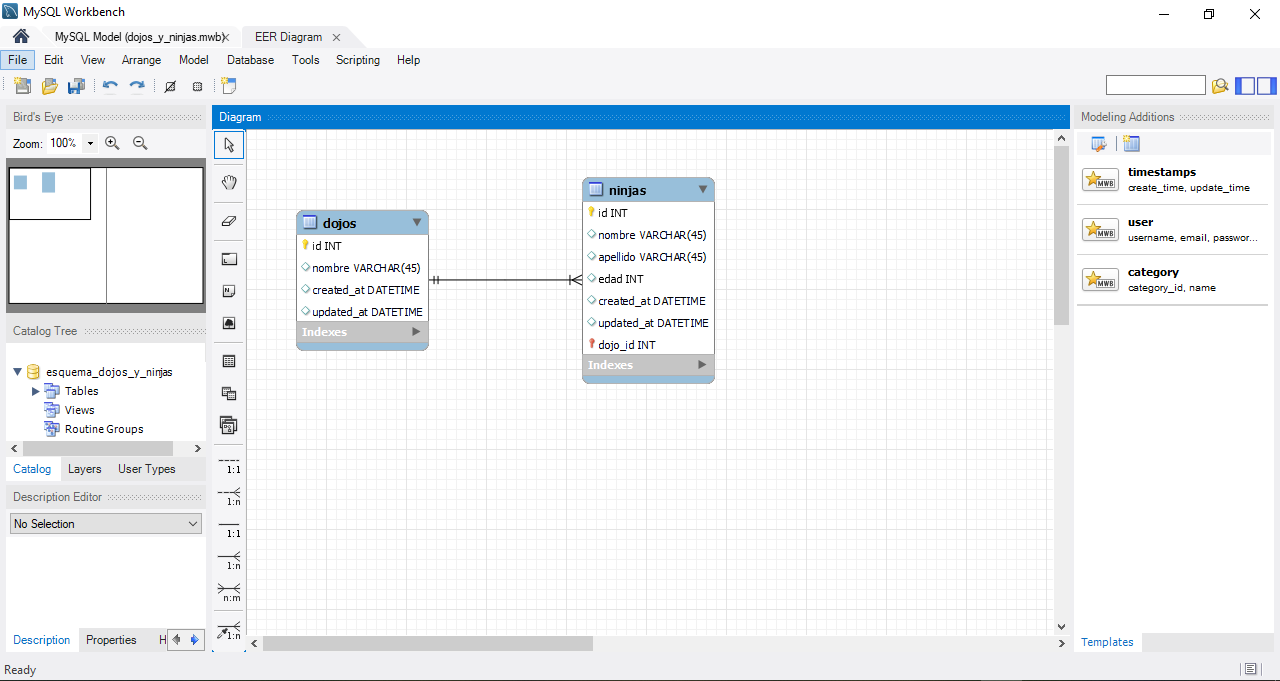 MySQL Workbench
MySQL Model (dojos_y_ninjas.mwb)
EER Diagram
File Edit View Arrange Model Database Tools Scripting Help
Bird's Eye
Zoom: 100%
Catalog Tree
esquema_dojos_y_ninjas
Tables
Views
Routine Groups
Catalog Layers User Types
Description Editor
No Selection
Description Properties H
Ready
Diagram
1:1
1:n
1:1
1:n
n:m
1:n
dojos
id INT
nombre VARCHAR(45)
created_at DATETIME
updated_at DATETIME
Indexes
ninjas
id INT
nombre VARCHAR(45)
apellido VARCHAR(45)
edad INT
created_at DATETIME
updated_at DATETIME
dojo_id INT
Indexes
Modeling Additions
MWB
timestamps
create_time, update_time
MWB
user
username, email, passwor...
MWB
category
category_id, name
Templates